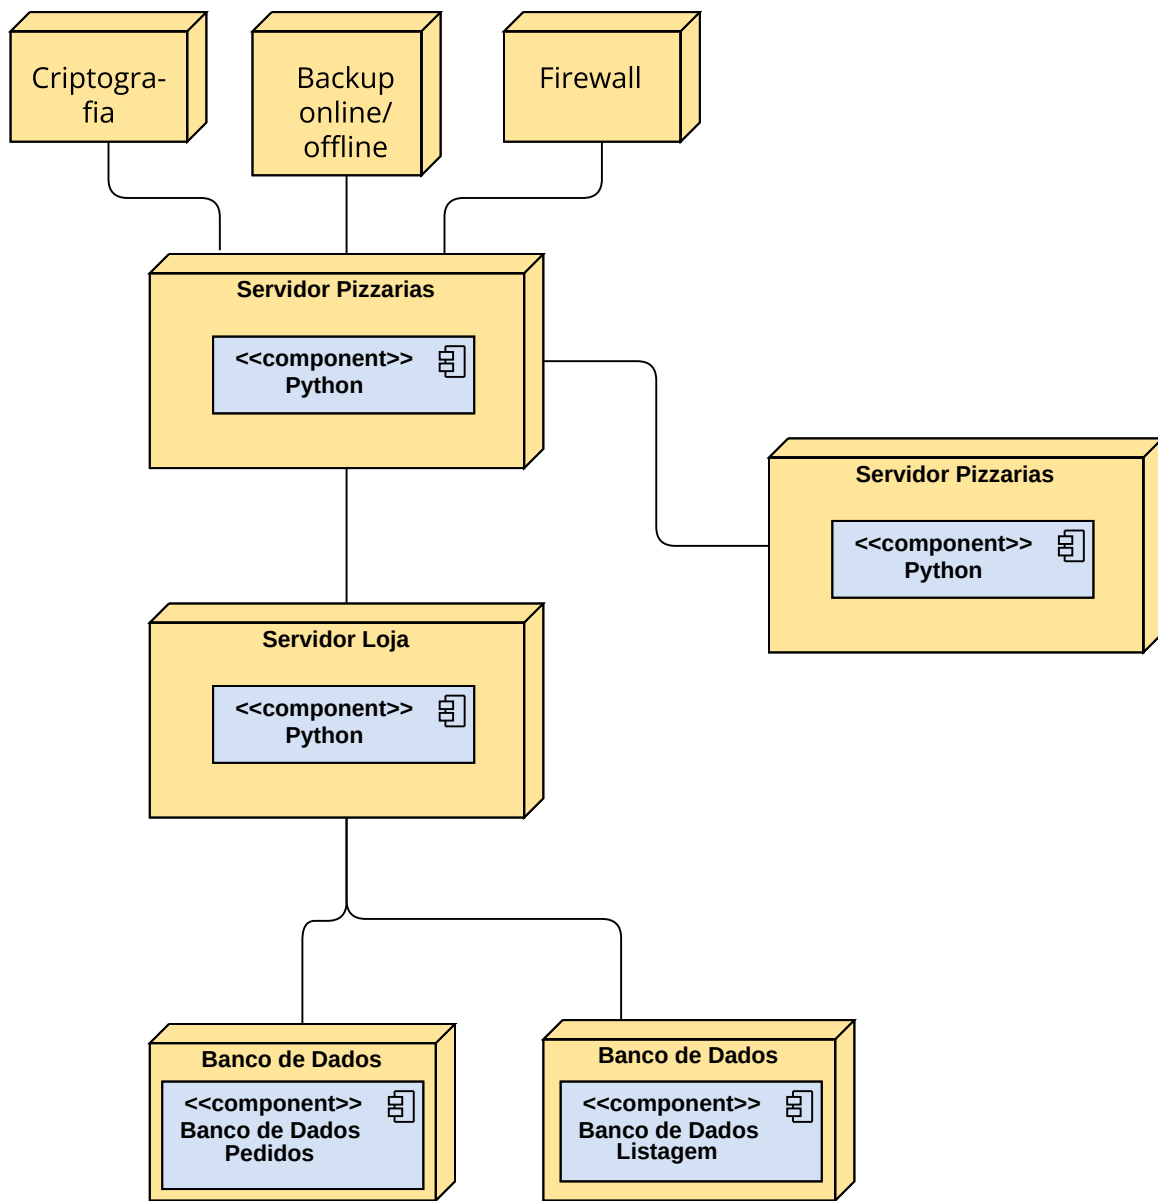 Criptogra-
fia
Backup
online/
offline
Firewall
Servidor Pizzarias
<<component>>
Python
Servidor Pizzarias
<<component>>
Python
Servidor Loja
<<component>>
Python
Banco de Dados
<<component>>
Banco de Dados
Pedidos
Banco de Dados
<<component>>
Banco de Dados
Listagem